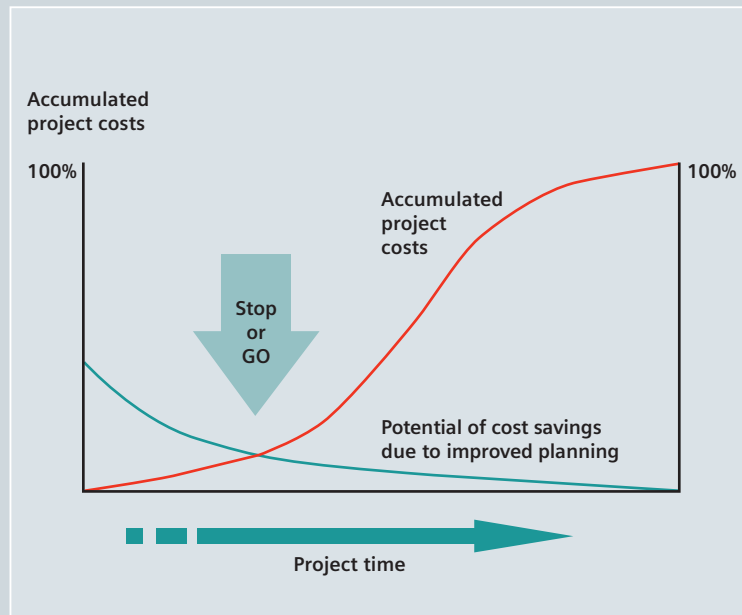 Accumulated
project costs
100%
100%
Accumulated
project
costs
Stop
or
GO
Potential of cost savings
due to improved planning
Project time